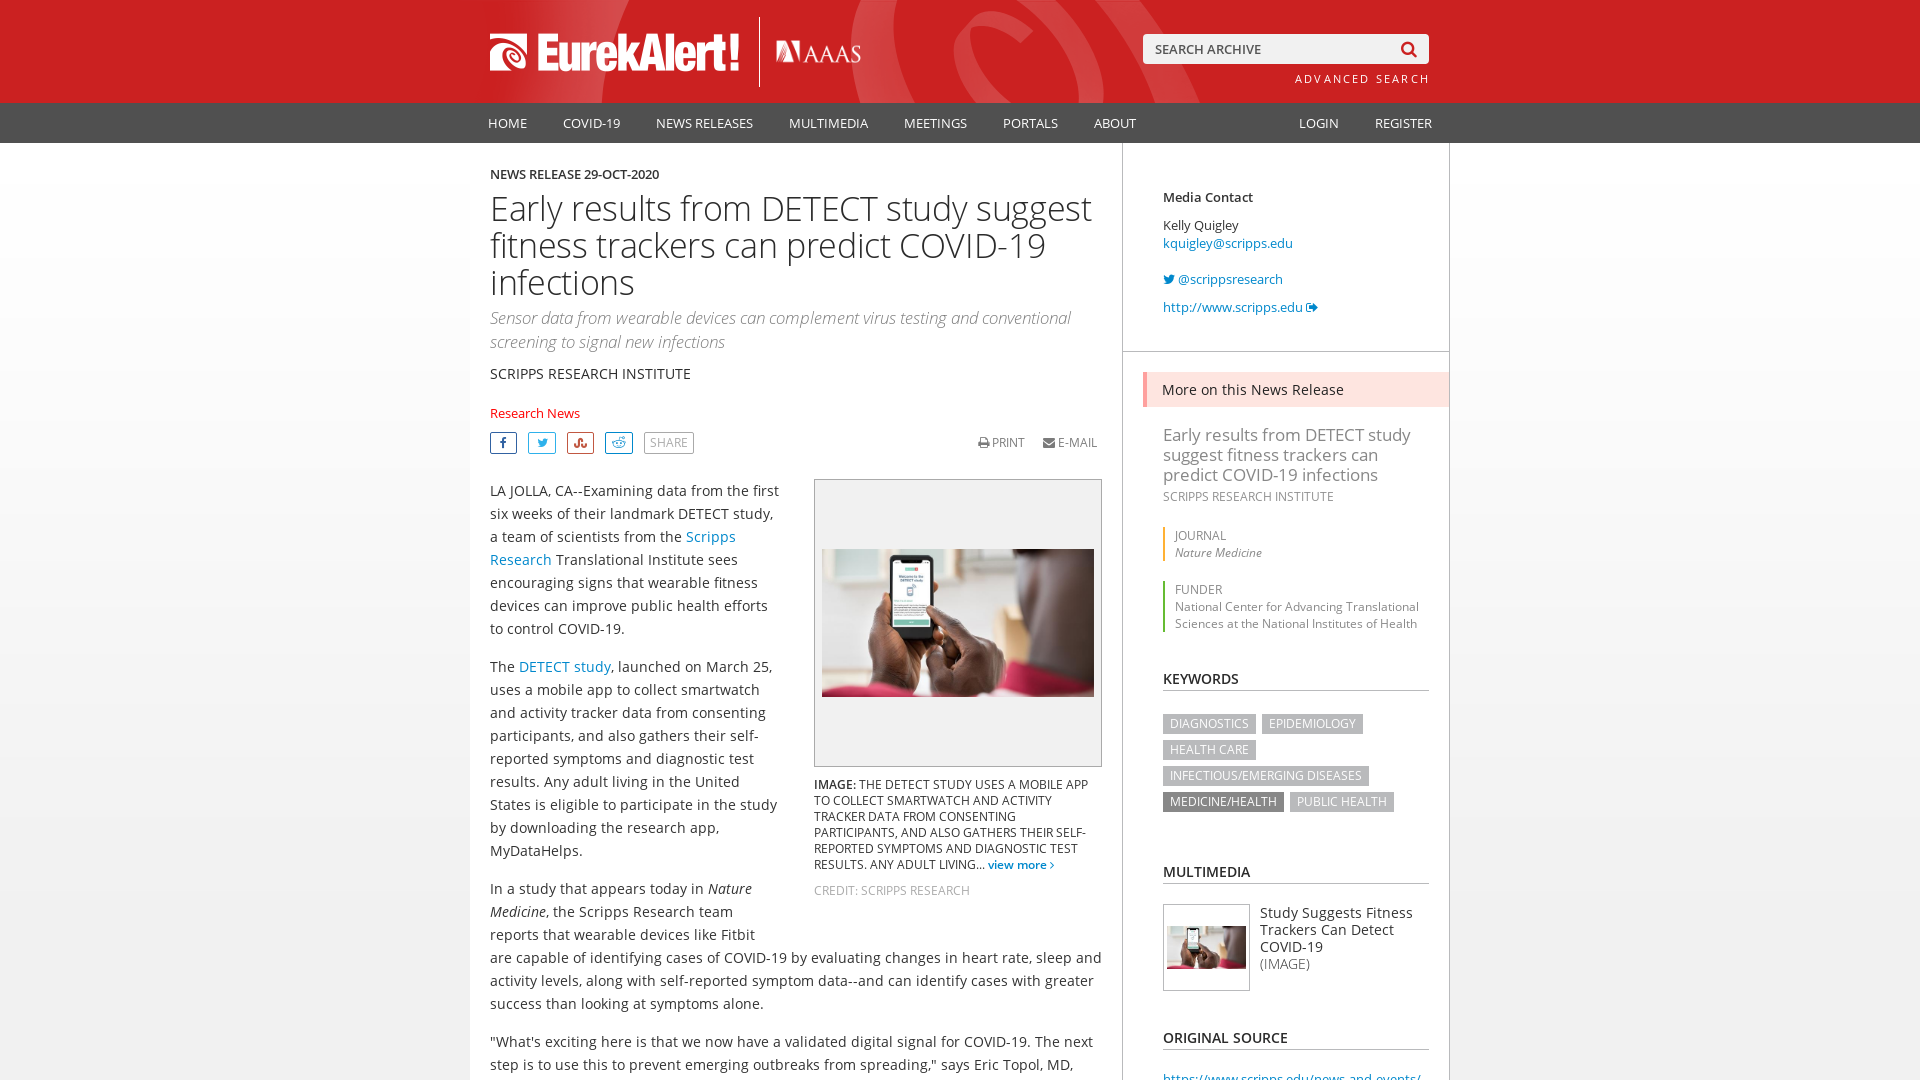 EurekAlert!
AAAS
SEARCH ARCHIVE
ADVANCED SEARCH
HOME
COVID-19
NEWS RELEASES
MULTIMEDIA
MEETINGS
PORTALS
ABOUT
LOGIN
REGISTER
NEWS RELEASE 29-OCT-2020
Early results from DETECT study suggest
fitness trackers can predict COVID-19
infections
Sensor data from wearable devices can complement virus testing and conventional
screening to signal new infections
SCRIPPS RESEARCH INSTITUTE
Research News
SHARE
PRINT
E-MAIL
LA JOLLA, CA--Examining data from the first
six weeks of their landmark DETECT study,
a team of scientists from the Scripps
Research Translational Institute sees
encouraging signs that wearable fitness
devices can improve public health efforts
to control COVID-19.
The DETECT study, launched on March 25,
uses a mobile app to collect smartwatch
and activity tracker data from consenting
participants, and also gathers their self-
reported symptoms and diagnostic test
results. Any adult living in the United
States is eligible to participate in the study
by downloading the research app,
MyDataHelps.
IMAGE: THE DETECT STUDY USES A MOBILE APP
TO COLLECT SMARTWATCH AND ACTIVITY
TRACKER DATA FROM CONSENTING
PARTICIPANTS, AND ALSO GATHERS THEIR SELF-
REPORTED SYMPTOMS AND DIAGNOSTIC TEST
RESULTS. ANY ADULT LIVING... view more
CREDIT: SCRIPPS RESEARCH
In a study that appears today in Nature
Medicine, the Scripps Research team
reports that wearable devices like Fitbit
are capable of identifying cases of COVID-19 by evaluating changes in heart rate, sleep and
activity levels, along with self-reported symptom data--and can identify cases with greater
success than looking at symptoms alone.
"What's exciting here is that we now have a validated digital signal for COVID-19. The next
step is to use this to prevent emerging outbreaks from spreading," says Eric Topol, MD,
Media Contact
Kelly Quigley
kquigley@scripps.edu
@scrippsresearch
http://www.scripps.edu
More on this News Release
Early results from DETECT study
suggest fitness trackers can
predict COVID-19 infections
SCRIPPS RESEARCH INSTITUTE
JOURNAL
Nature Medicine
FUNDER
National Center for Advancing Translational
Sciences at the National Institutes of Health
KEYWORDS
DIAGNOSTICS
EPIDEMIOLOGY
HEALTH CARE
INFECTIOUS/EMERGING DISEASES
MEDICINE/HEALTH
PUBLIC HEALTH
MULTIMEDIA
Study Suggests Fitness
Trackers Can Detect
COVID-19
(IMAGE)
ORIGINAL SOURCE
https://www.scripps.edu/news-and-events/